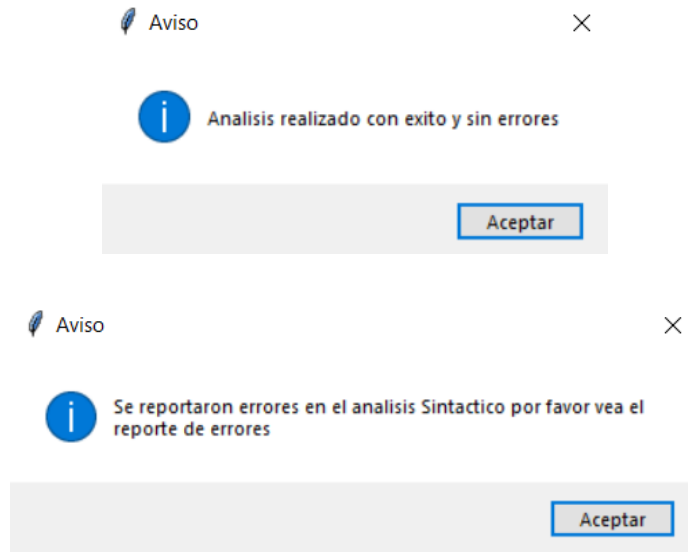 Aviso
Analisis realizado con exito y sin errores
Aceptar
Aviso
Se reportaron errores en el analisis Sintactico por favor vea el
reporte de errores
Aceptar